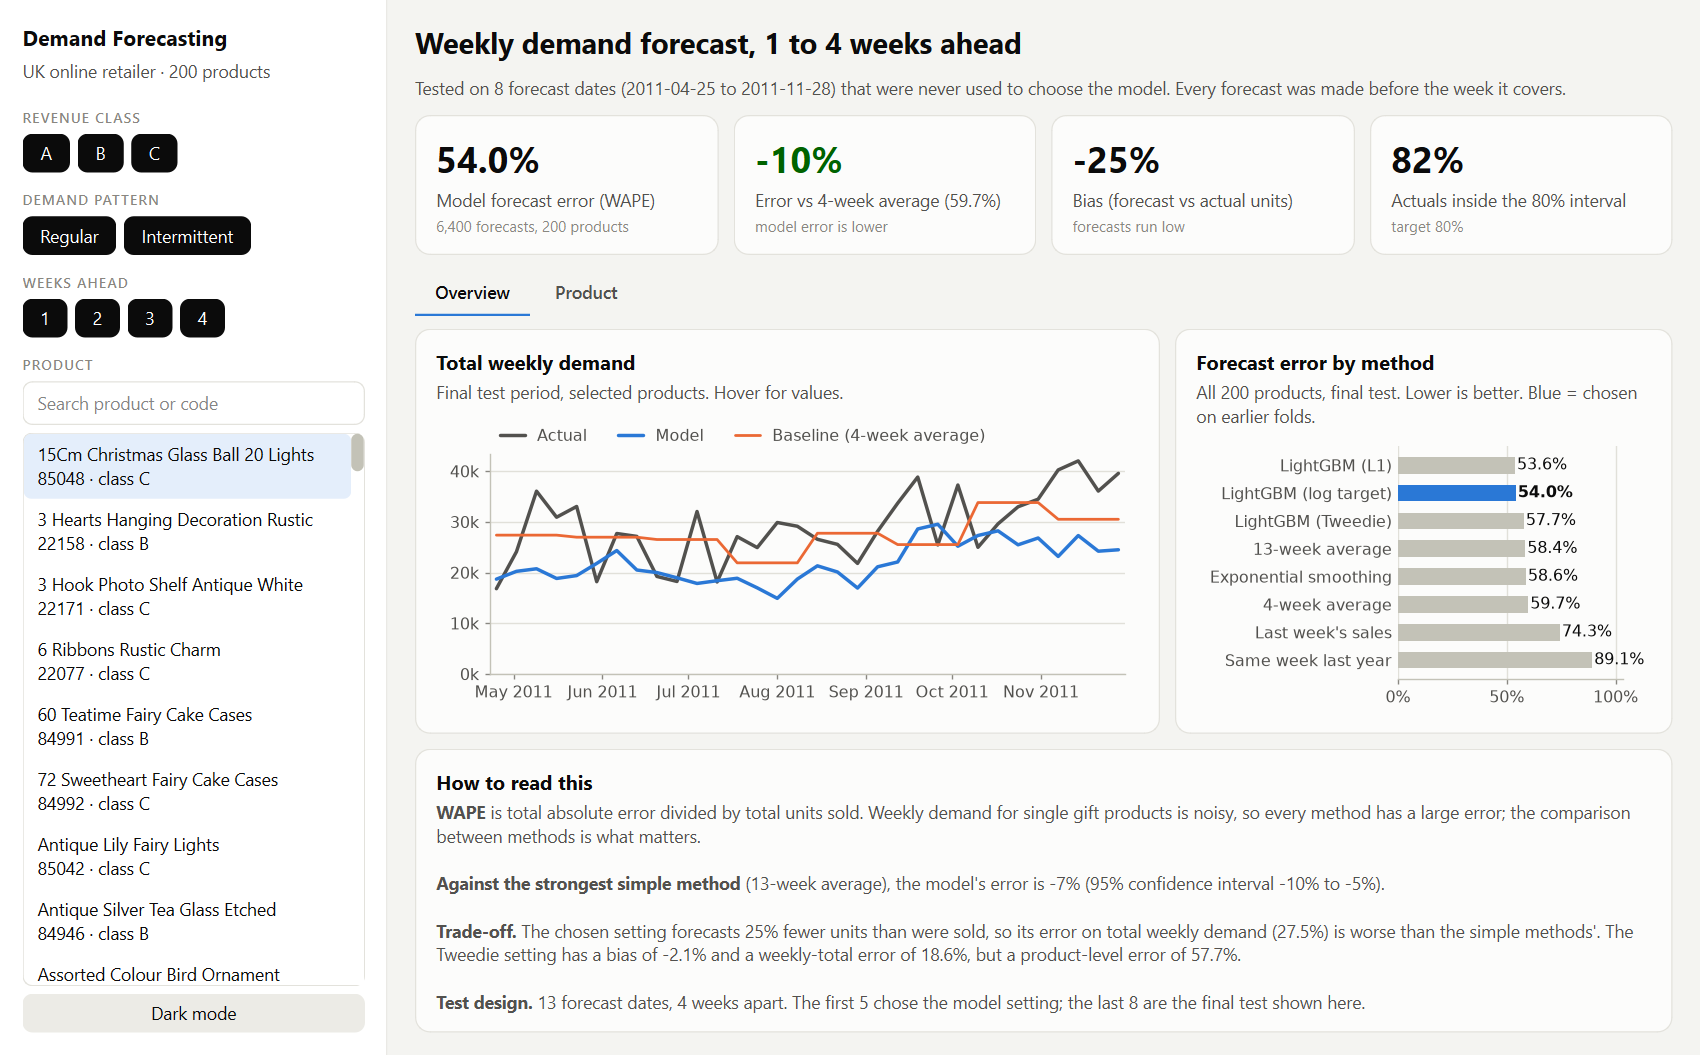 Demand Forecasting
UK online retailer · 200 products
REVENUE CLASS
A B C
DEMAND PATTERN
Regular Intermittent
WEEKS AHEAD
1 2 3 4
PRODUCT
Search product or code
15Cm Christmas Glass Ball 20 Lights
85048 · class C
3 Hearts Hanging Decoration Rustic
22158 · class B
3 Hook Photo Shelf Antique White
22171 · class C
6 Ribbons Rustic Charm
22077 · class C
60 Teatime Fairy Cake Cases
84991 · class B
72 Sweetheart Fairy Cake Cases
84992 · class C
Antique Lily Fairy Lights
85042 · class C
Antique Silver Tea Glass Etched
84946 · class B
Assorted Colour Bird Ornament
Dark mode
Weekly demand forecast, 1 to 4 weeks ahead
Tested on 8 forecast dates (2011-04-25 to 2011-11-28) that were never used to choose the model. Every forecast was made before the week it covers.
54.0%
Model forecast error (WAPE)
6,400 forecasts, 200 products
-10%
Error vs 4-week average (59.7%)
model error is lower
-25%
Bias (forecast vs actual units)
forecasts run low
82%
Actuals inside the 80% interval
target 80%
Overview Product
Total weekly demand
Final test period, selected products. Hover for values.
Actual Model Baseline (4-week average)
40k
30k
20k
10k
0k
May 2011 Jun 2011 Jul 2011 Aug 2011 Sep 2011 Oct 2011 Nov 2011
Forecast error by method
All 200 products, final test. Lower is better. Blue = chosen
on earlier folds.
LightGBM (L1) 53.6%
LightGBM (log target) 54.0%
LightGBM (Tweedie) 57.7%
13-week average 58.4%
Exponential smoothing 58.6%
4-week average 59.7%
Last week's sales 74.3%
Same week last year 89.1%
0% 50% 100%
How to read this
WAPE is total absolute error divided by total units sold. Weekly demand for single gift products is noisy, so every method has a large error; the comparison
between methods is what matters.
Against the strongest simple method (13-week average), the model's error is -7% (95% confidence interval -10% to -5%).
Trade-off. The chosen setting forecasts 25% fewer units than were sold, so its error on total weekly demand (27.5%) is worse than the simple methods'. The
Tweedie setting has a bias of -2.1% and a weekly-total error of 18.6%, but a product-level error of 57.7%.
Test design. 13 forecast dates, 4 weeks apart. The first 5 chose the model setting; the last 8 are the final test shown here.